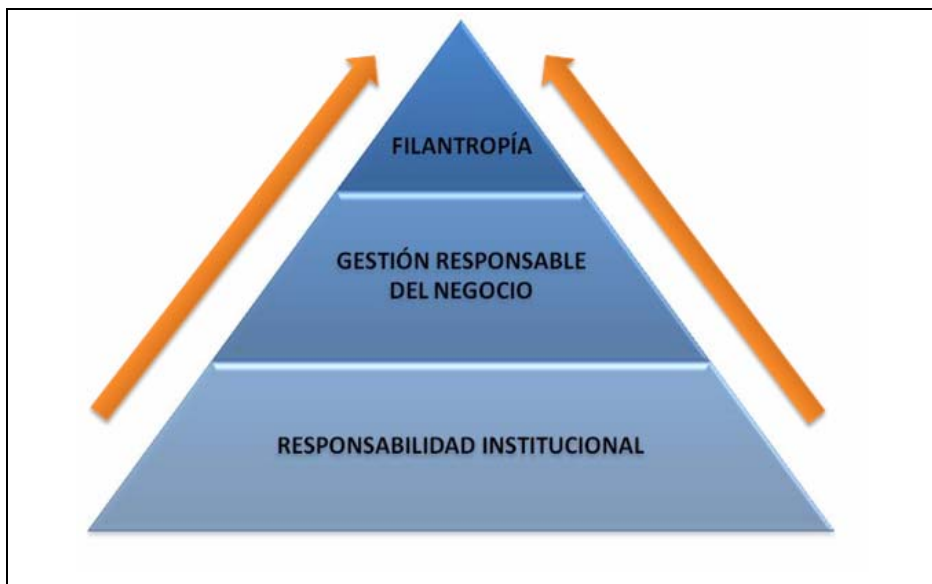 FILANTROPÍA
GESTIÓN RESPONSABLE
DEL NEGOCIO
RESPONSABILIDAD INSTITUCIONAL